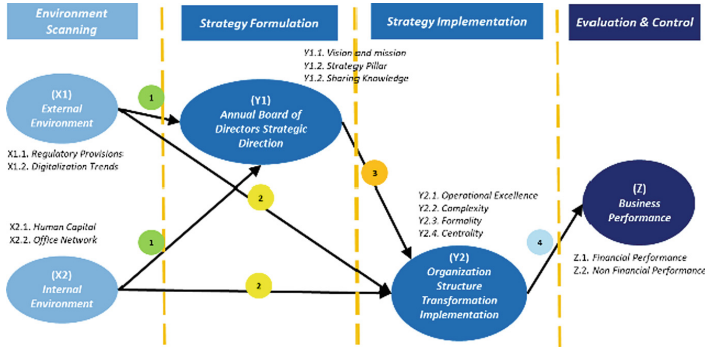 Environment
Scanning
Strategy Formulation
Strategy Implementation
Evaluation & Control
Y1.1. Vision and mission
Y1.2. Strategy Pillar
Y1.2. Sharing Knowledge
(X1)
External
Environment
1
(Y1)
Annual Board of
Directors Strategic
Direction
X1.1. Regulatory Provisions
X1.2. Digitalization Trends
3
2
Y2.1. Operational Excellence
Y2.2. Complexity
Y2.3. Formality
Y2.4. Centrality
(Z)
Business
Performance
X2.1. Human Capital
X2.2. Office Network
1
4
Z.1. Financial Performance
Z.2. Non Financial Performance
(X2)
Internal
Environment
2
(Y2)
Organization
Structure
Transformation
Implementation